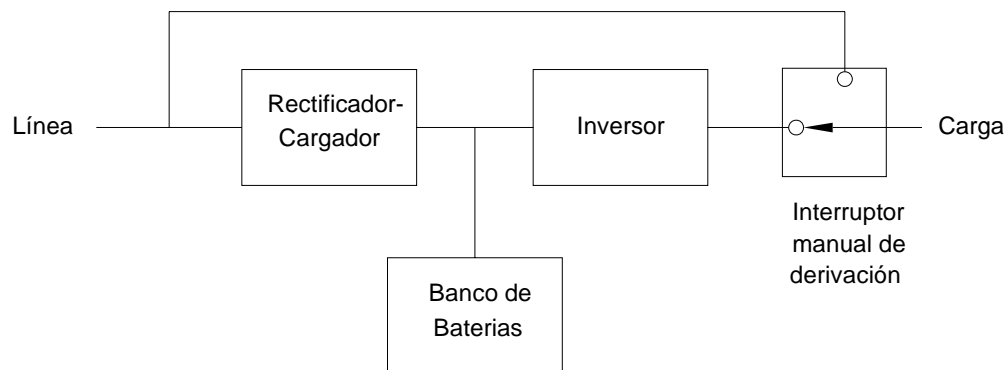 Rectificador-
Cargador
Línea
Inversor
Carga
Interruptor
manual de
derivación
Banco de
Baterias